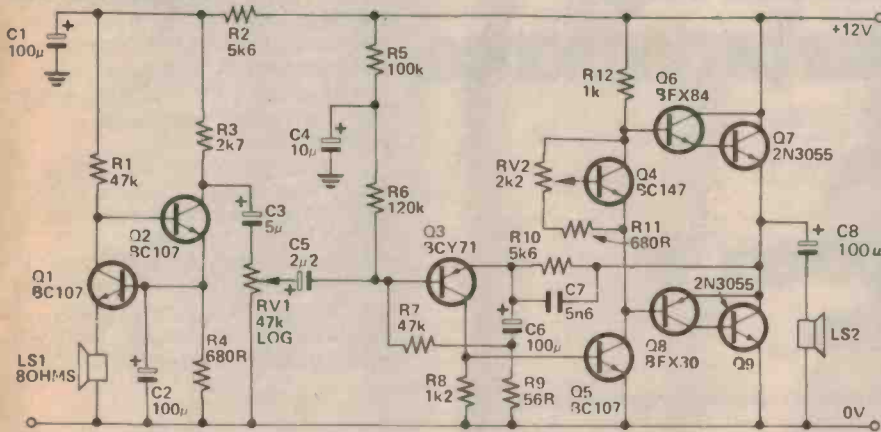 C1
100µ
R2
5k6
R5
100k
+12V
R12
1k
Q6
BFX84
R3
2k7
C4
10µ
Q7
2N3055
RV2
2k2
Q4
BC147
R1
47k
C3
5µ
R6
120k
R11
680R
Q2
BC107
C5
2µ2
Q3
BCY71
R10
5k6
C8
100µ
Q1
BC107
RV1
47k
LOG
R7
47k
C7
5n6
2N3055
C6
100µ
LS2
R4
680R
Q8
BFX30
Q9
LS1
8OHMS
C2
100µ
R8
1k2
R9
56R
Q5
BC107
0V